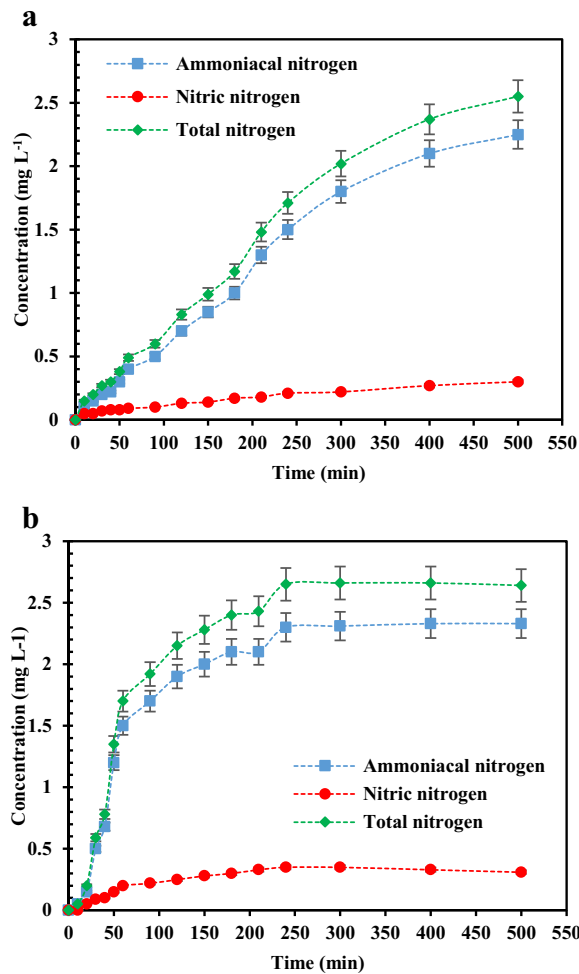 a
3
2.5
2
1.5
1
0.5
0
Concentration (mg L-1)
Ammoniacal nitrogen
Nitric nitrogen
Total nitrogen
0 50 100 150 200 250 300 350 400 450 500 550
Time (min)
b
3
2.5
2
1.5
1
0.5
0
Concentration (mg L-1)
Ammoniacal nitrogen
Nitric nitrogen
Total nitrogen
0 50 100 150 200 250 300 350 400 450 500 550
Time (min)